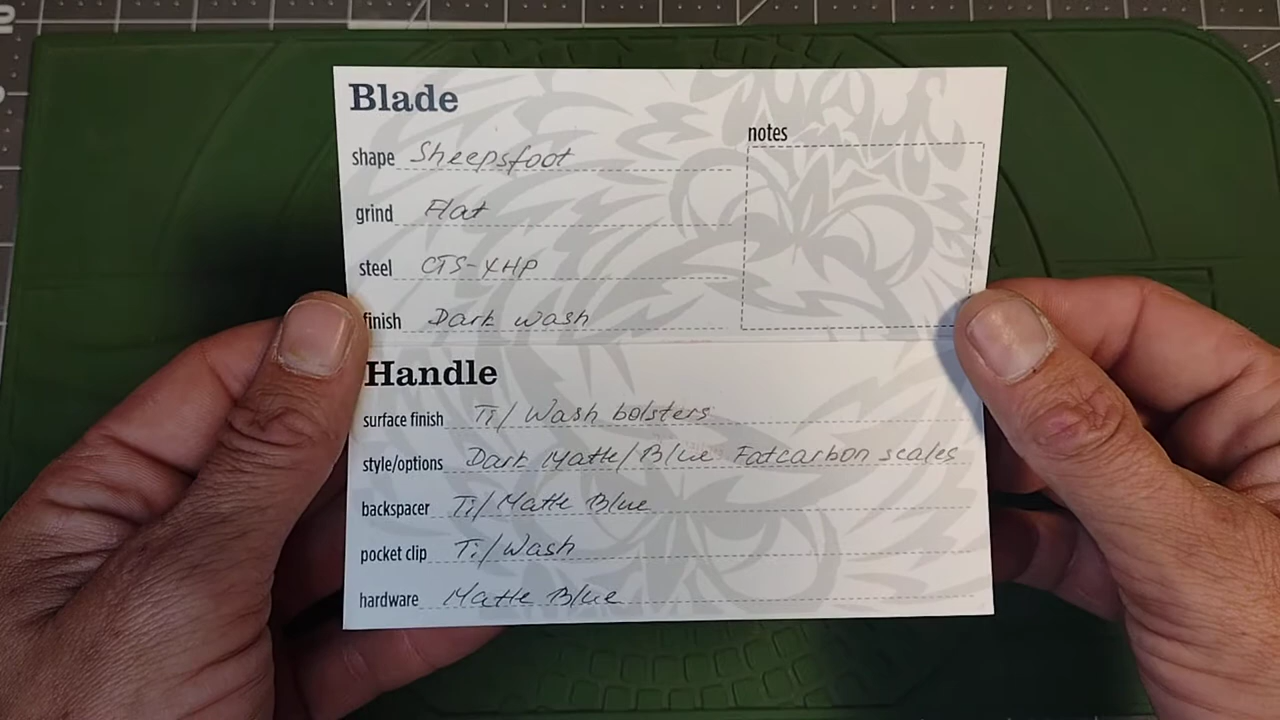 Blade
notes
shape Sheepsfoot
grind Flat
steel CTS-XHP
finish Dark wash
Handle
surface finish Ti/ Wash bolsters
style/options Dark Matte/Blue Fatcarbon scales
backspacer Ti/Matte Blue
pocket clip Ti/Wash
hardware Matte Blue